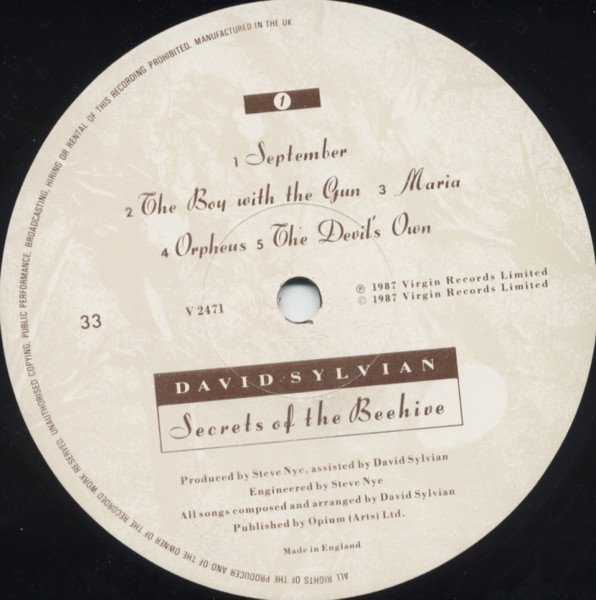 1
1 September
2 The Boy with the Gun 3 Maria
4 Orpheus 5 The Devil's Own
℗ 1987 Virgin Records Limited
© 1987 Virgin Records Limited
V 2471
33
DAVID SYLVIAN
Secrets of the Beehive
Produced by Steve Nye, assisted by David Sylvian
Engineered by Steve Nye
All songs composed and arranged by David Sylvian
Published by Opium (Arts) Ltd.
Made in England
ALL RIGHTS OF THE PRODUCER AND OF THE OWNER OF THE RECORDED WORK RESERVED. UNAUTHORISED COPYING, PUBLIC PERFORMANCE, BROADCASTING, HIRING OR RENTAL OF THIS RECORDING PROHIBITED. MANUFACTURED IN THE UK